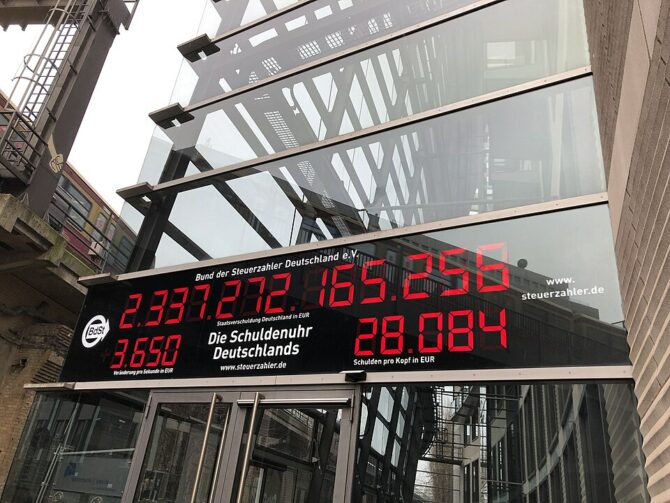 Bund der Steuerzahler Deutschland e.V.
2.337.272.165.256
www.
steuerzahler.de
Staatsverschuldung Deutschland in EUR
BdSt
3.650
Veränderung pro Sekunde in EUR
Die Schuldenuhr
Deutschlands
www.steuerzahler.de
28.084
Schulden pro Kopf in EUR